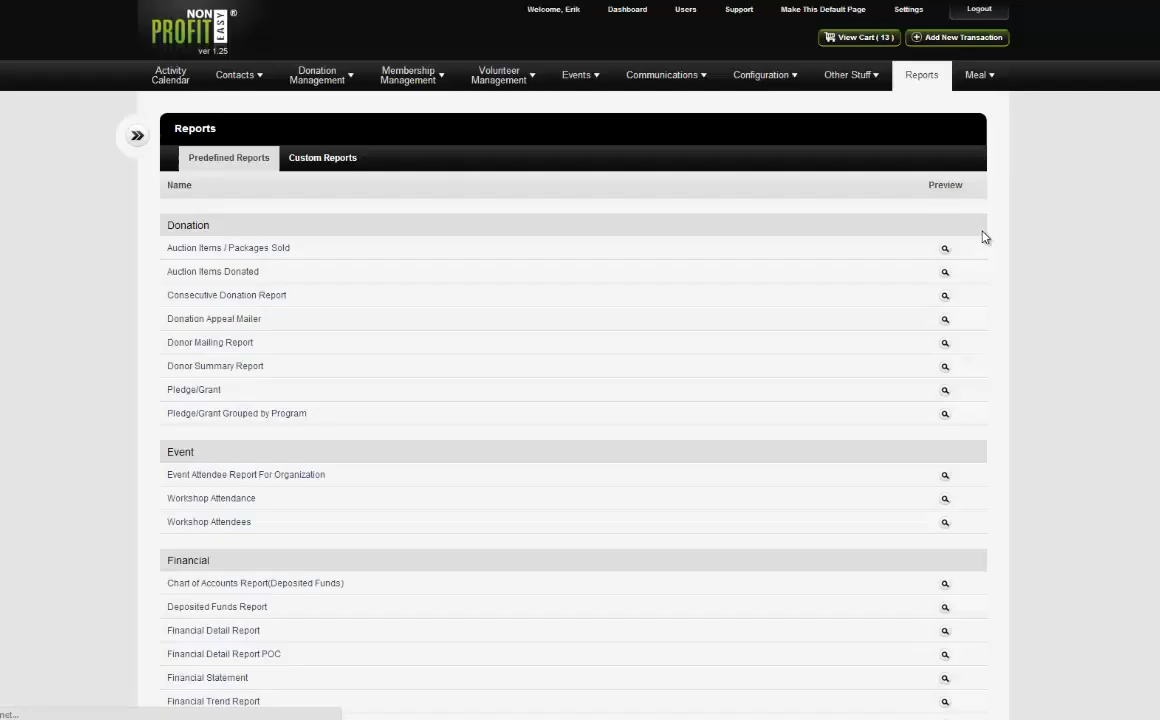 NON PROFIT EASY ®
ver 1.25
Welcome, Erik Dashboard Users Support Make This Default Page Settings Logout
View Cart ( 13 ) Add New Transaction
Activity Calendar Contacts Donation Management Membership Management Volunteer Management Events Communications Configuration Other Stuff Reports Meal
Reports
Predefined Reports Custom Reports
Name Preview
Donation
Auction Items / Packages Sold
Auction Items Donated
Consecutive Donation Report
Donation Appeal Mailer
Donor Mailing Report
Donor Summary Report
Pledge/Grant
Pledge/Grant Grouped by Program
Event
Event Attendee Report For Organization
Workshop Attendance
Workshop Attendees
Financial
Chart of Accounts Report(Deposited Funds)
Deposited Funds Report
Financial Detail Report
Financial Detail Report POC
Financial Statement
Financial Trend Report
net...